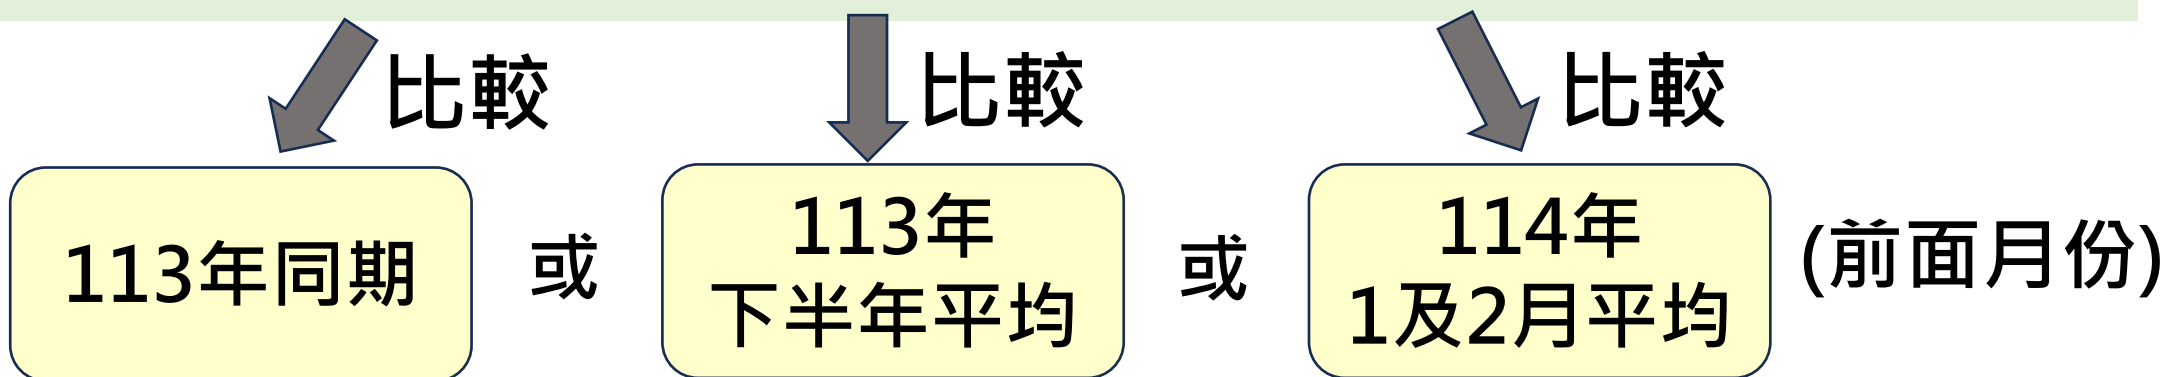 比較
比較
比較
113年同期
或
113年
下半年平均
或
114年
1及2月平均
(前面月份)